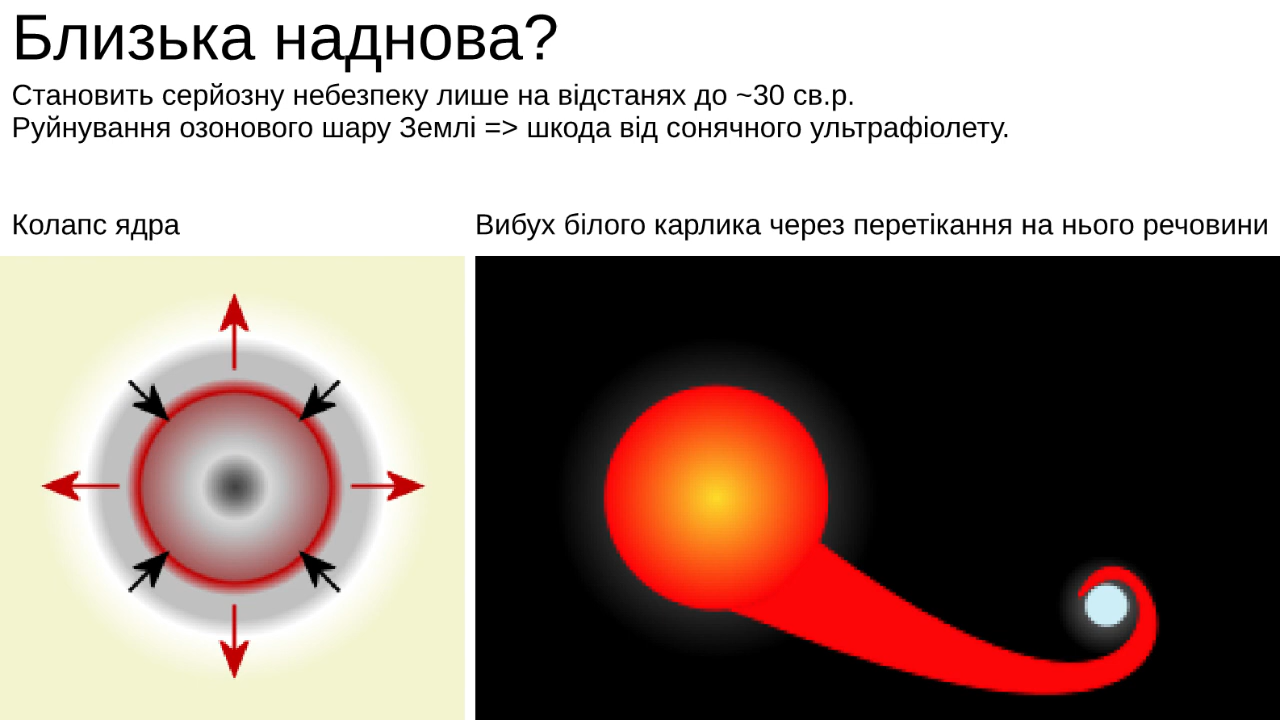 Близька наднова?
Становить серйозну небезпеку лише на відстанях до ~30 св.р.
Руйнування озонового шару Землі => шкода від сонячного ультрафіолету.
Колапс ядра
Вибух білого карлика через перетікання на нього речовини